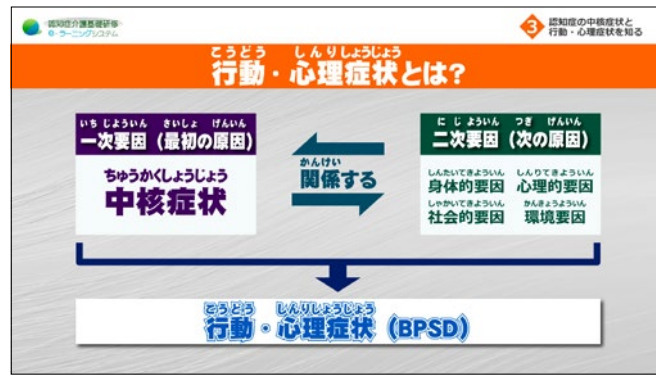 認知症介護基礎研修
e-ラーニングシステム
3 認知症の中核症状と
行動・心理症状を知る
こうどう しんりしょうじょう
行動・心理症状とは?
いちじよういん さいしょ げんいん
一次要因（最初の原因）
ちゅうかくしょうじょう
中核症状
かんけい
関係する
にじよういん つぎ げんいん
二次要因（次の原因）
しんたいてきよういん しんりてきよういん
身体的要因 心理的要因
しゃかいてきよういん かんきょうよういん
社会的要因 環境要因
こうどう しんりしょうじょう
行動・心理症状（BPSD）